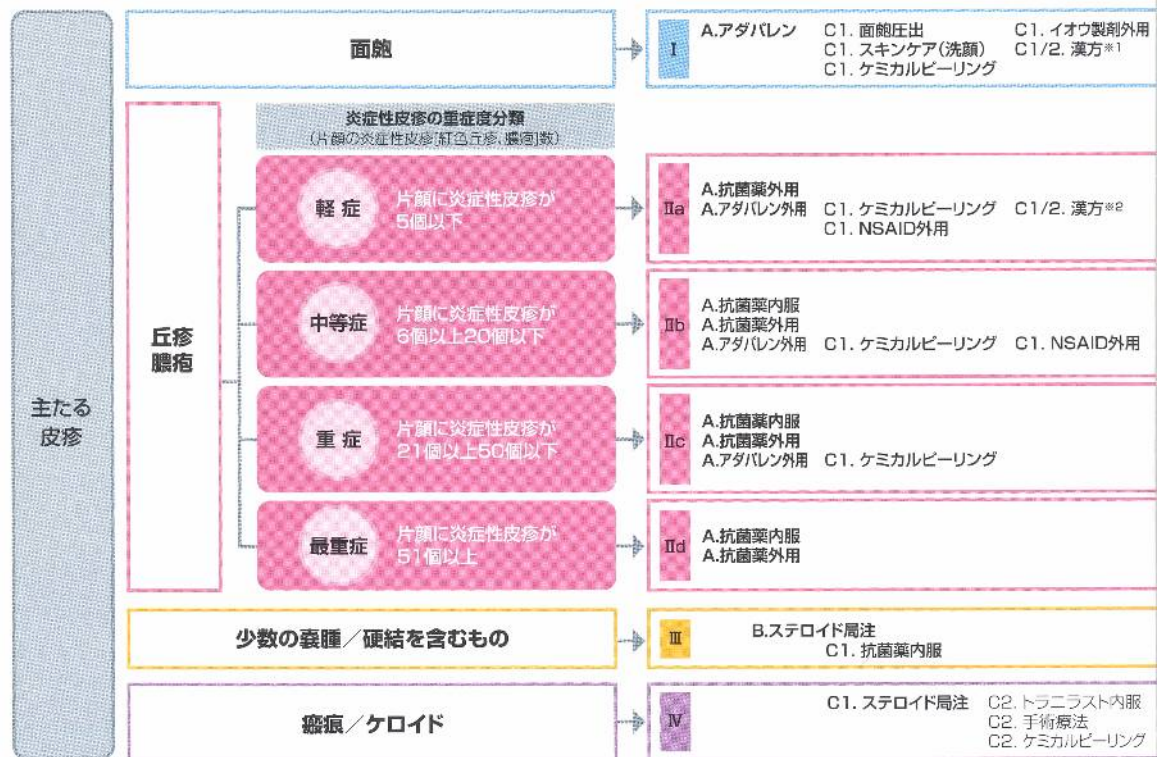 主たる
皮疹
面皰
I
A.アダパレン C1. 面皰圧出 C1. イオウ製剤外用
C1. スキンケア(洗顔) C1/2. 漢方※1
C1. ケミカルピーリング
丘疹
膿疱
炎症性皮疹の重症度分類
(片顔の炎症性皮疹[紅色丘疹、膿疱]数)
軽症
片顔に炎症性皮疹が
5個以下
IIa
A.抗菌薬外用
A.アダパレン外用 C1. ケミカルピーリング C1/2. 漢方※2
C1. NSAID外用
中等症
片顔に炎症性皮疹が
6個以上20個以下
IIb
A.抗菌薬内服
A.抗菌薬外用
A.アダパレン外用 C1. ケミカルピーリング C1. NSAID外用
重症
片顔に炎症性皮疹が
21個以上50個以下
IIc
A.抗菌薬内服
A.抗菌薬外用
A.アダパレン外用 C1. ケミカルピーリング
最重症
片顔に炎症性皮疹が
51個以上
IId
A.抗菌薬内服
A.抗菌薬外用
少数の嚢腫/硬結を含むもの
III
B.ステロイド局注
C1. 抗菌薬内服
瘢痕/ケロイド
IV
C1. ステロイド局注 C2. トラニラスト内服
C2. 手術療法
C2. ケミカルピーリング